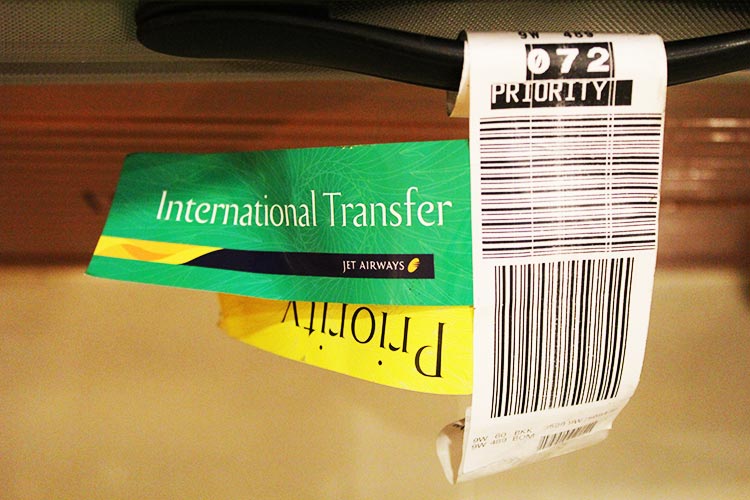 9W 469
072
PRIORITY
International Transfer
JET AIRWAYS
Priority
9W 60 BKK
9W 469 BOM